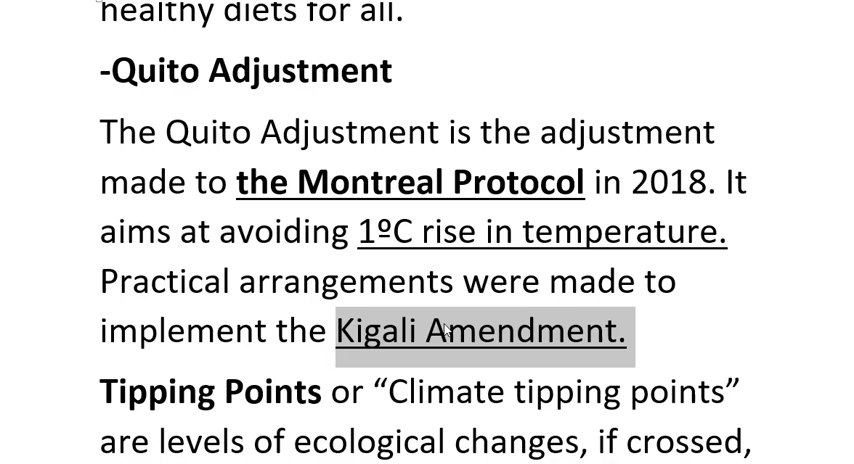 healthy diets for all.
-Quito Adjustment
The Quito Adjustment is the adjustment
made to the Montreal Protocol in 2018. It
aims at avoiding 1ºC rise in temperature.
Practical arrangements were made to
implement the Kigali Amendment.
Tipping Points or “Climate tipping points”
are levels of ecological changes, if crossed,